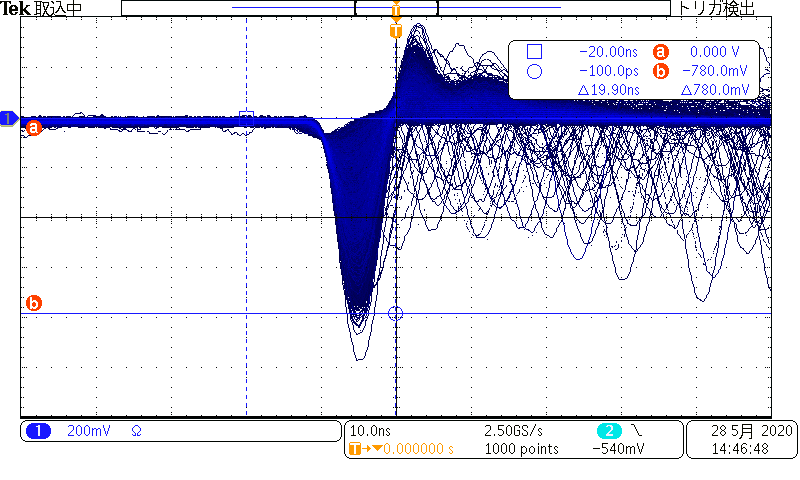 Tek 取込中 トリガ検出
T
T
-20.00ns a 0.000 V
-100.0ps b -780.0mV
Δ19.90ns Δ780.0mV
1
a
b
1 200mV Ω 10.0ns 2.50GS/s 2 28 5月 2020
T→▼0.000000 s 1000 points -540mV 14:46:48